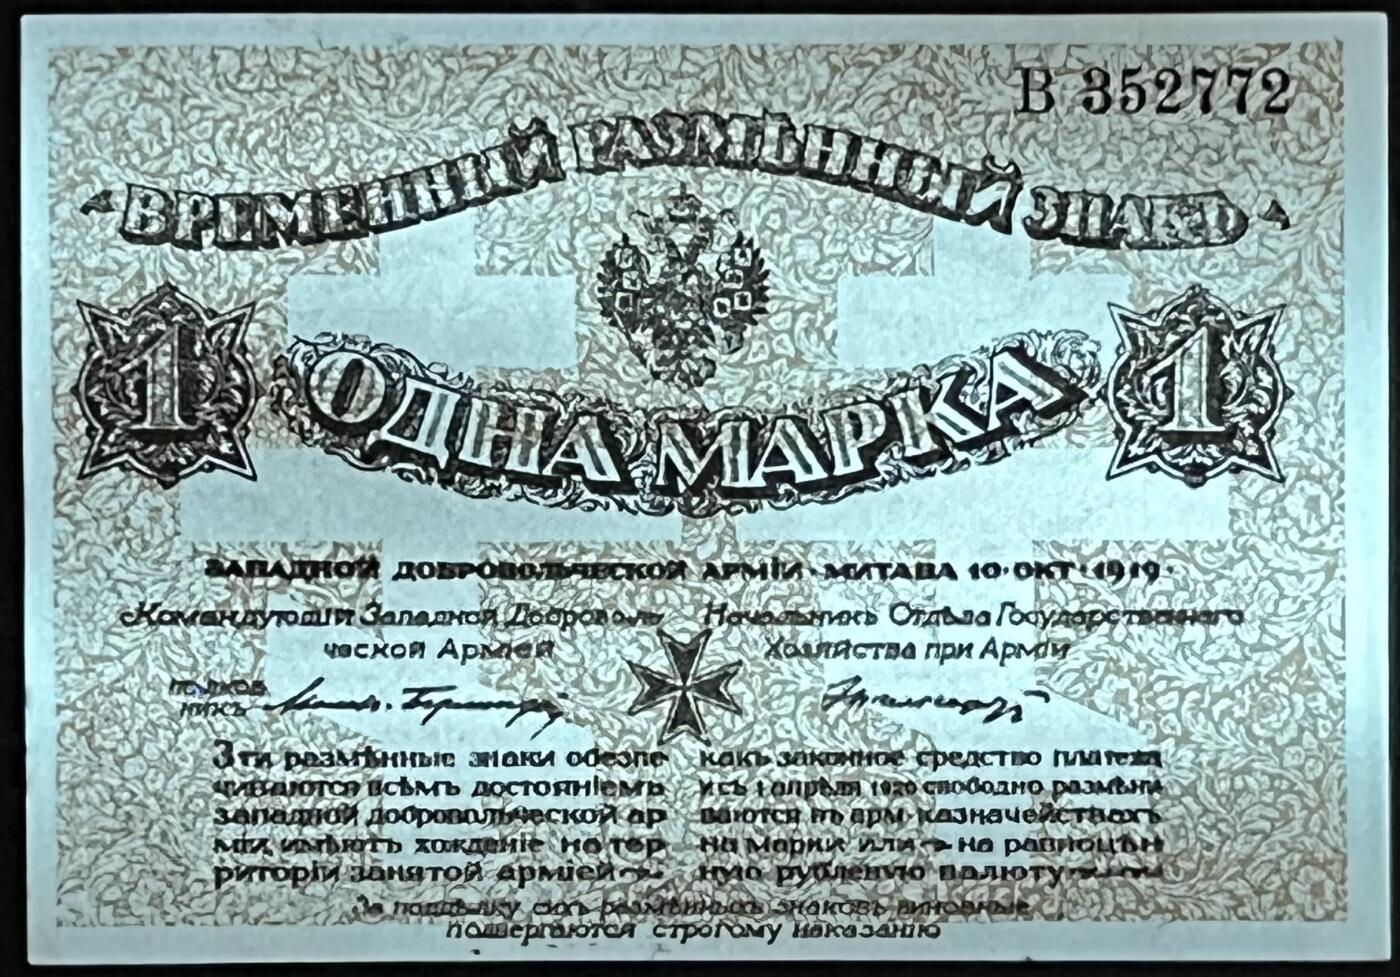 В 352772
ВРЕМЕННЫЙ РАЗМѢННЫЙ ЗНАКЪ
1
1
ОДНА МАРКА
ЗАПАДНОЙ ДОБРОВОЛЬЧЕСКОЙ АРМІИ · МИТАВА 10 · ОКТ · 1919 ·
Командующій Западной Доброволь
ческой Арміей
Начальникъ Отдѣла Государственнаго
Хозяйства при Арміи
полков
никъ
Эти размѣнные знаки обезпе
чиваются всѣмъ достояніемъ
западной добровольческой ар
міи, имѣютъ хожденіе на тер
риторіи занятой арміей
какъ законное средство платежа
и съ 1 апрѣля 1920 свободно размѣни
ваются въ арм. казначействахъ
на марки или на равноцѣн
ную рублевую валюту
За поддѣлку сихъ размѣнныхъ знаковъ виновные
подвергаются строгому наказанію